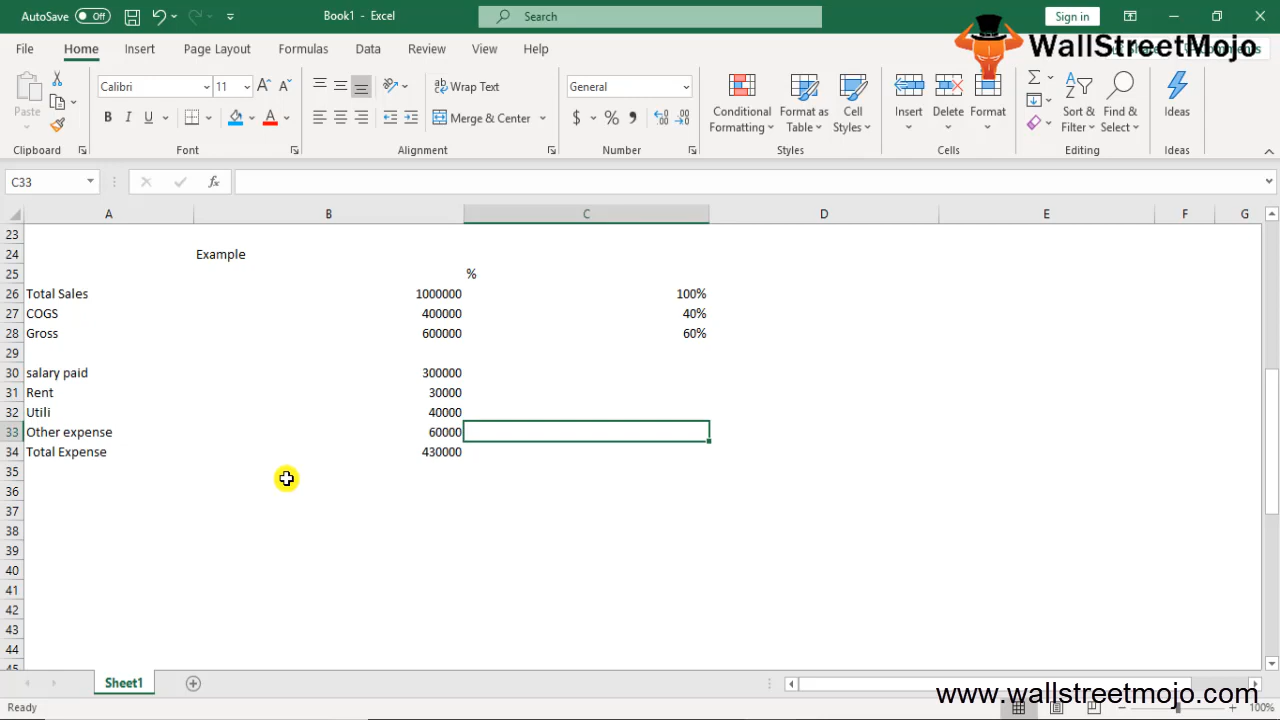 AutoSave Off Book1 - Excel Search Sign in
WallStreetMojo
File Home Insert Page Layout Formulas Data Review View Help
Paste Calibri 11 Wrap Text General Conditional Formatting Format as Table Cell Styles Insert Delete Format Sort & Filter Find & Select Ideas
B I U Merge & Center $ % ,
Clipboard Font Alignment Number Styles Cells Editing Ideas
C33 fx
A B C D E F G
23
24 Example
25 %
26 Total Sales 1000000 100%
27 COGS 400000 40%
28 Gross 600000 60%
29
30 salary paid 300000
31 Rent 30000
32 Utili 40000
33 Other expense 60000
34 Total Expense 430000
35
36
37
38
39
40
41
42
43
44
45
Sheet1
www.wallstreetmojo.com
Ready 100%